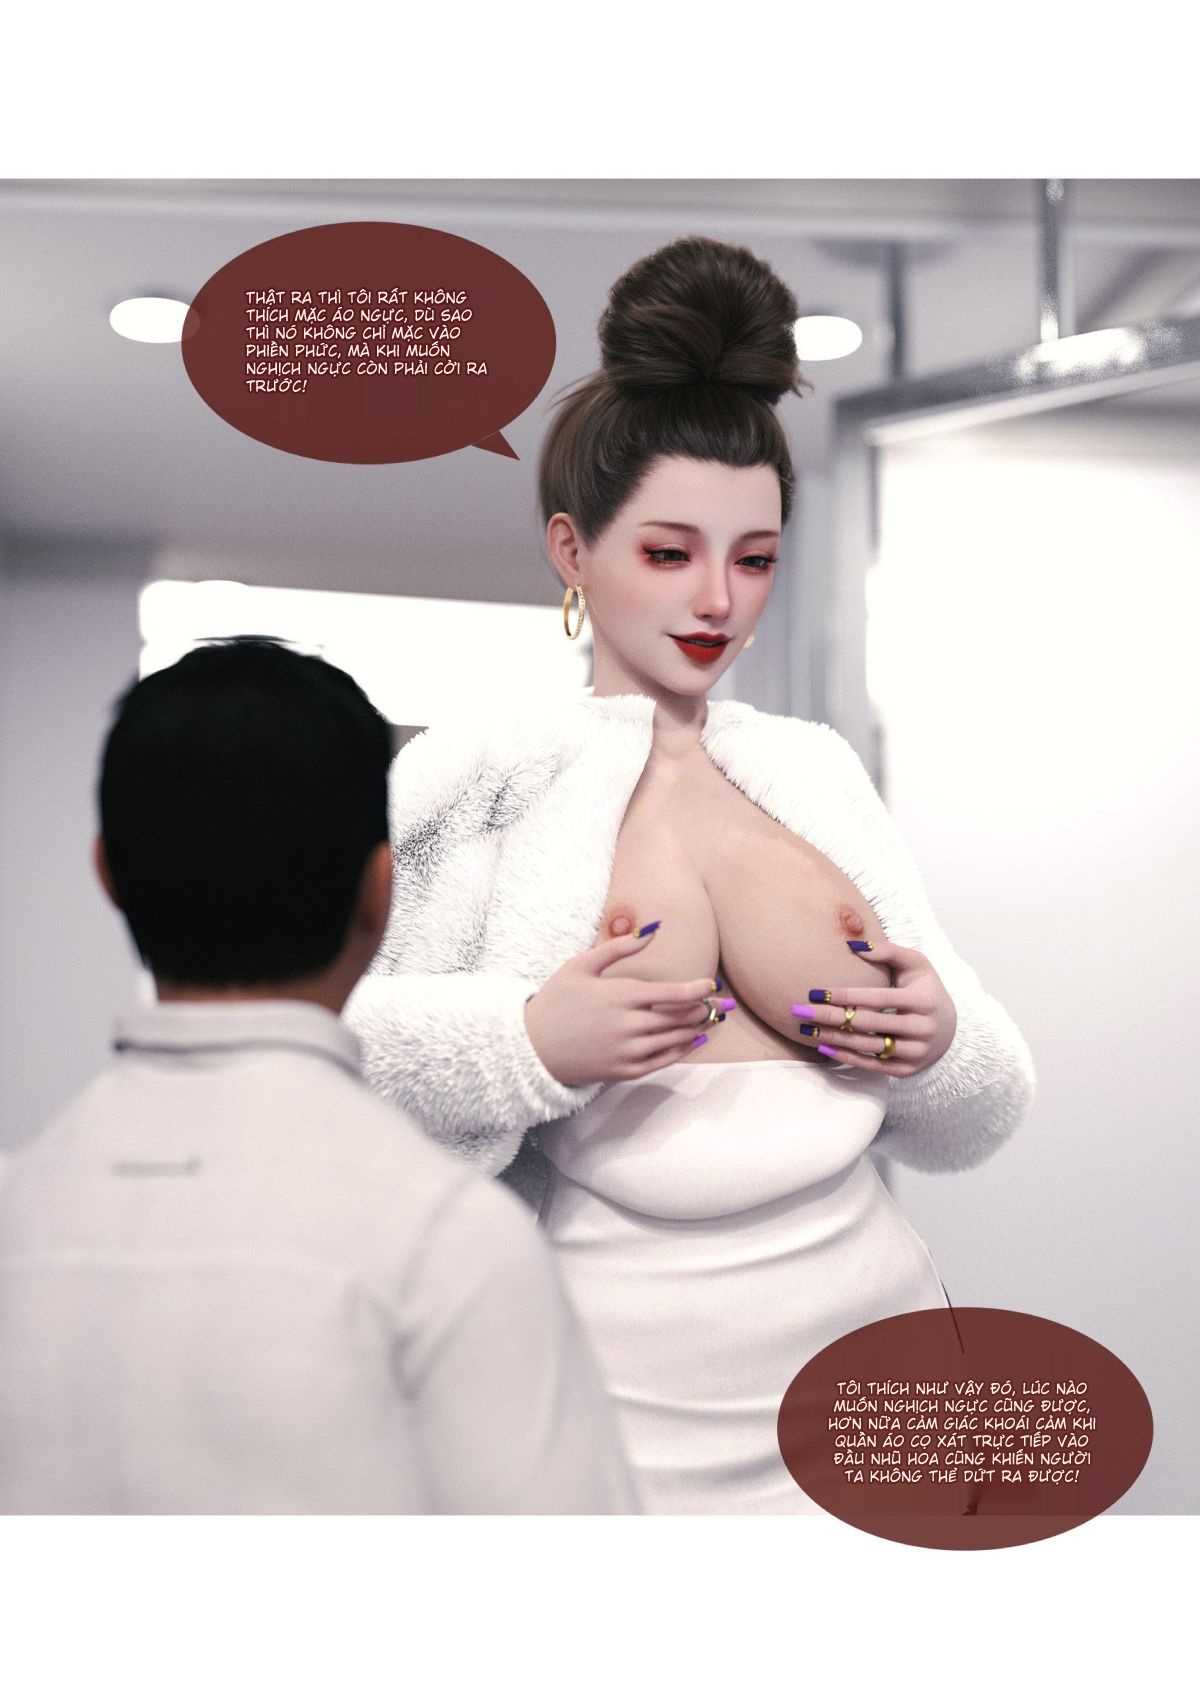 THẬT RA THÌ TÔI RẤT KHÔNG
THÍCH MẶC ÁO NGỰC, DÙ SAO
THÌ NÓ KHÔNG CHỈ MẶC VÀO
PHIỀN PHỨC, MÀ KHI MUỐN
NGHỊCH NGỰC CÒN PHẢI CỞI RA
TRƯỚC!
TÔI THÍCH NHƯ VẬY ĐÓ, LÚC NÀO
MUỐN NGHỊCH NGỰC CŨNG ĐƯỢC,
HƠN NỮA CẢM GIÁC KHOÁI CẢM KHI
QUẦN ÁO CỌ XÁT TRỰC TIẾP VÀO
ĐẦU NHŨ HOA CŨNG KHIẾN NGƯỜI
TA KHÔNG THỂ DỨT RA ĐƯỢC!